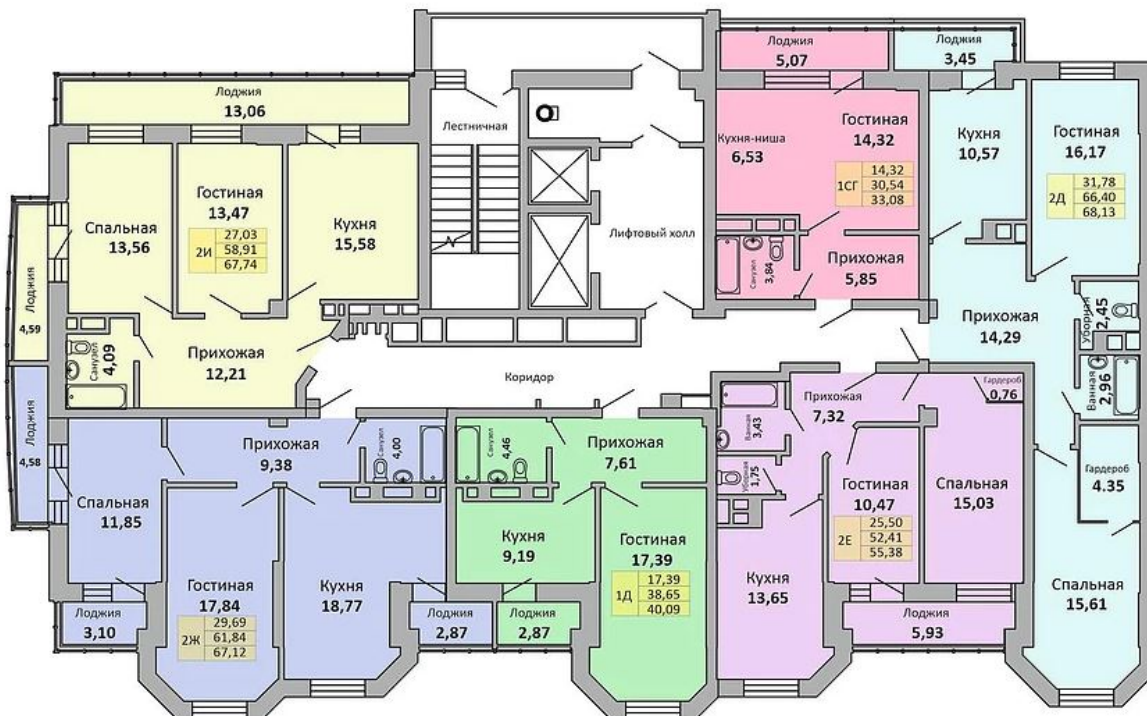 Лоджия
13,06
Спальная
13,56
Гостиная
13,47
2И
27,03
58,91
67,74
Кухня
15,58
Лоджия
4,59
Санузел
4,09
Прихожая
12,21
Лестничная
Лифтовый холл
Коридор
Лоджия
5,07
Кухня-ниша
6,53
Гостиная
14,32
1СГ
14,32
30,54
33,08
Санузел
3,84
Прихожая
5,85
Лоджия
3,45
Кухня
10,57
Гостиная
16,17
2Д
31,78
66,40
68,13
Прихожая
14,29
Уборная
2,45
Ванная
2,96
Гардероб
4.35
Спальная
15,61
Лоджия
4,58
Спальная
11,85
Прихожая
9,38
Санузел
4,00
Лоджия
3,10
Гостиная
17,84
2Ж
29,69
61,84
67,12
Кухня
18,77
Лоджия
2,87
Санузел
4,46
Прихожая
7,61
Кухня
9,19
Лоджия
2,87
Гостиная
17,39
1Д
17,39
38,65
40,09
Прихожая
7,32
Гардероб
0,76
Ванная
3,43
Уборная
1,75
Гостиная
10,47
2Е
25,50
52,41
55,38
Спальная
15,03
Кухня
13,65
Лоджия
5,93